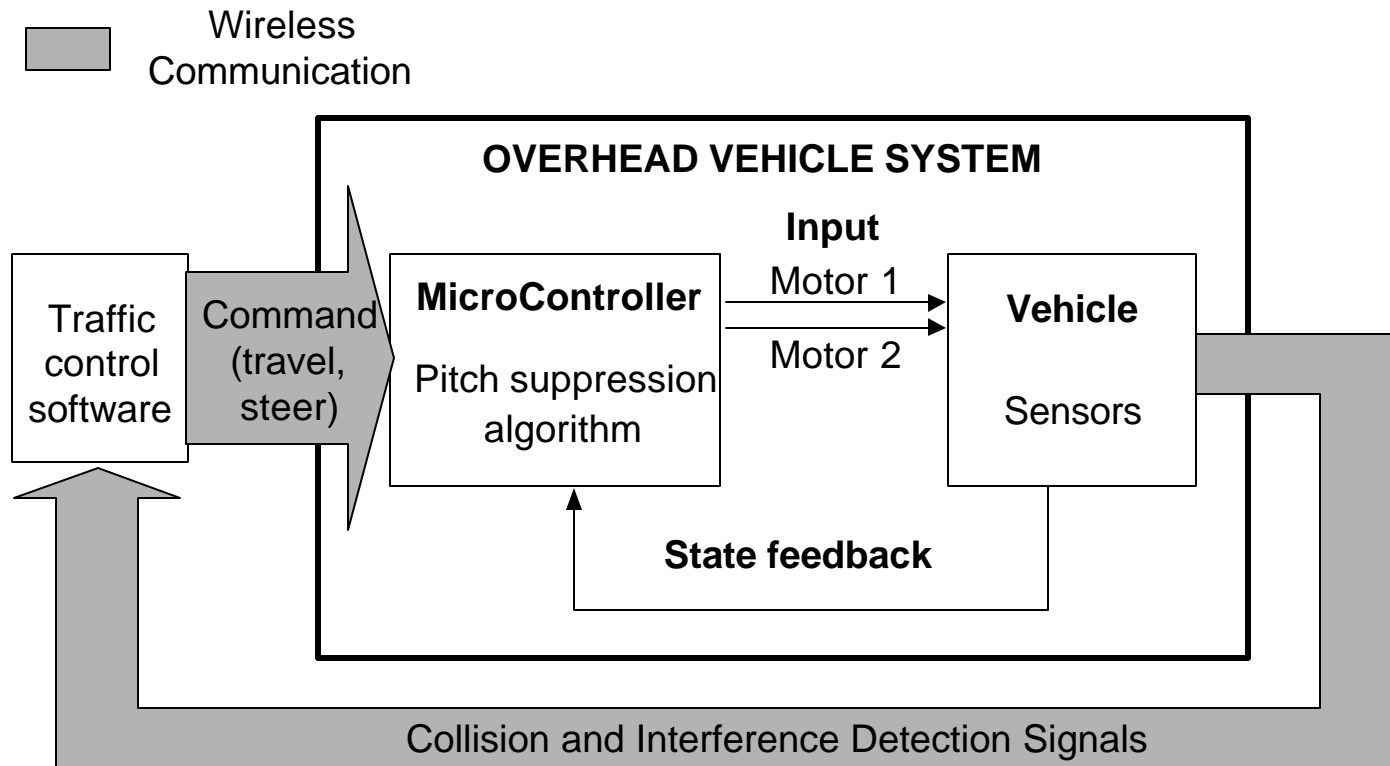 Wireless
Communication
OVERHEAD VEHICLE SYSTEM
Traffic
control
software
Command
(travel,
steer)
MicroController
Pitch suppression
algorithm
Input
Motor 1
Motor 2
Vehicle
Sensors
State feedback
Collision and Interference Detection Signals